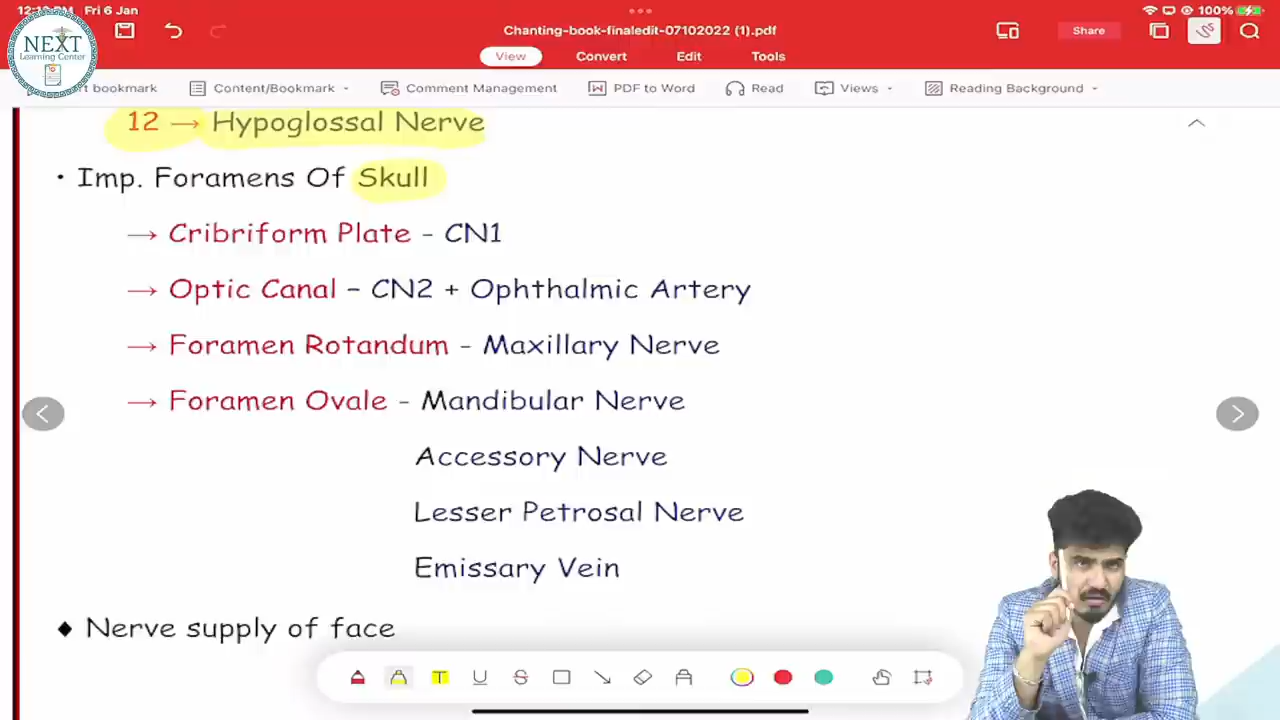 12:13 PM Fri 6 Jan
100%
NEXT
Learning Center
Chanting-book-finaledit-07102022 (1).pdf
Share
View
Convert
Edit
Tools
bookmark
Content/Bookmark
Comment Management
PDF to Word
Read
Views
Reading Background
12 → Hypoglossal Nerve
• Imp. Foramens Of Skull
→ Cribriform Plate - CN1
→ Optic Canal – CN2 + Ophthalmic Artery
→ Foramen Rotandum - Maxillary Nerve
→ Foramen Ovale - Mandibular Nerve
Accessory Nerve
Lesser Petrosal Nerve
Emissary Vein
◆ Nerve supply of face